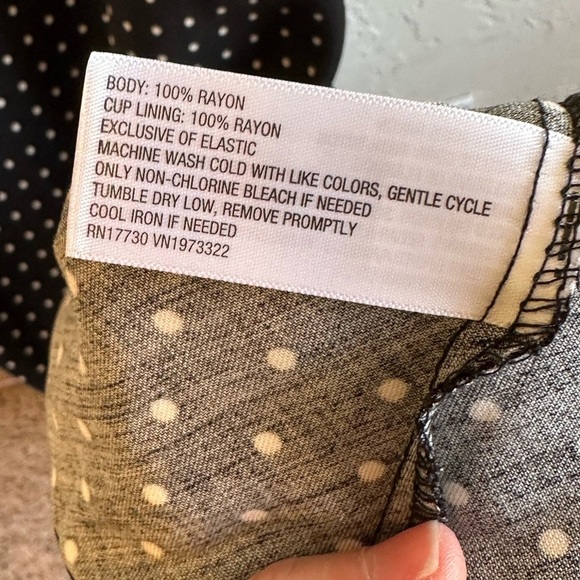 BODY: 100% RAYON
CUP LINING: 100% RAYON
EXCLUSIVE OF ELASTIC
MACHINE WASH COLD WITH LIKE COLORS, GENTLE CYCLE
ONLY NON-CHLORINE BLEACH IF NEEDED
TUMBLE DRY LOW, REMOVE PROMPTLY
COOL IRON IF NEEDED
RN17730 VN1973322